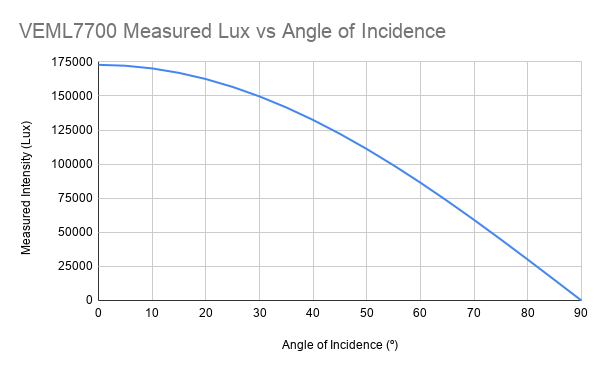 VEML7700 Measured Lux vs Angle of Incidence
175000
150000
125000
100000
75000
50000
25000
0
Measured Intensity (Lux)
0 10 20 30 40 50 60 70 80 90
Angle of Incidence (º)